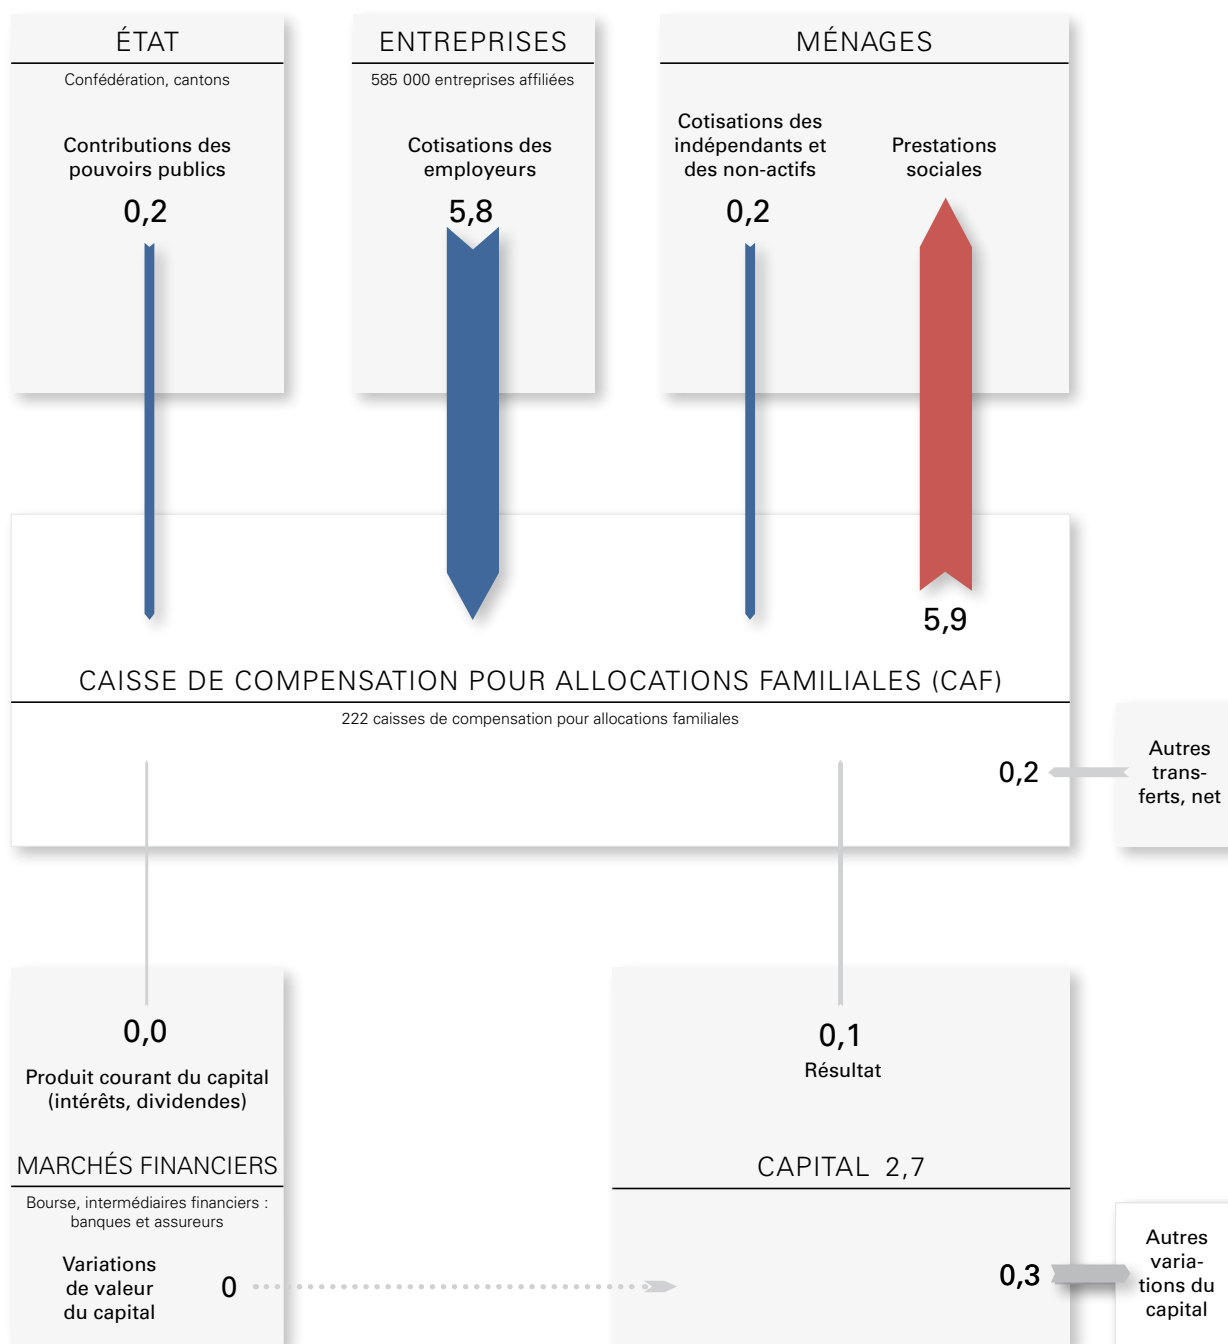 ÉTAT
Confédération, cantons
Contributions des
pouvoirs publics
0,2
ENTREPRISES
585 000 entreprises affiliées
Cotisations des
employeurs
5,8
MÉNAGES
Cotisations des
indépendants et
des non-actifs
0,2
Prestations
sociales
5,9
CAISSE DE COMPENSATION POUR ALLOCATIONS FAMILIALES (CAF)
222 caisses de compensation pour allocations familiales
0,2
Autres
trans-
ferts, net
0,0
Produit courant du capital
(intérêts, dividendes)
MARCHÉS FINANCIERS
Bourse, intermédiaires financiers :
banques et assureurs
Variations
de valeur
du capital
0
0,1
Résultat
CAPITAL 2,7
0,3
Autres
varia-
tions du
capital